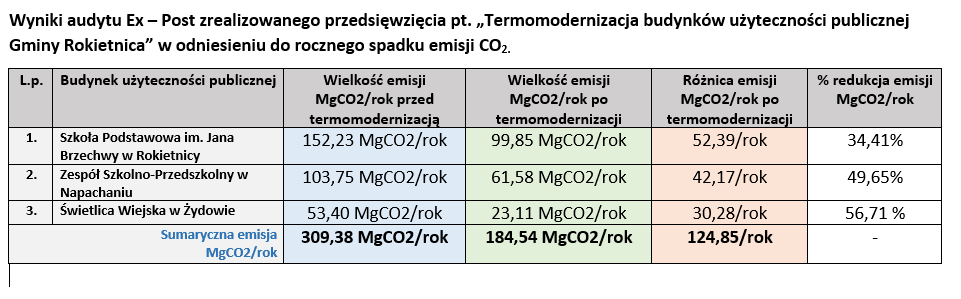 Wyniki audytu Ex – Post zrealizowanego przedsięwzięcia pt. „Termomodernizacja budynków użyteczności publicznej
Gminy Rokietnica” w odniesieniu do rocznego spadku emisji CO₂.
L.p. Budynek użyteczności publicznej Wielkość emisji Wielkość emisji Różnica emisji % redukcja emisji
MgCO2/rok przed MgCO2/rok po MgCO2/rok po MgCO2/rok
termomodernizacją termomodernizacji termomodernizacji
1. Szkoła Podstawowa im. Jana 152,23 MgCO2/rok 99,85 MgCO2/rok 52,39/rok 34,41%
Brzechwy w Rokietnicy
2. Zespół Szkolno-Przedszkolny w 103,75 MgCO2/rok 61,58 MgCO2/rok 42,17/rok 49,65%
Napachaniu
3. Świetlica Wiejska w Żydowie 53,40 MgCO2/rok 23,11 MgCO2/rok 30,28/rok 56,71 %
Sumaryczna emisja 309,38 MgCO2/rok 184,54 MgCO2/rok 124,85/rok -
MgCO2/rok